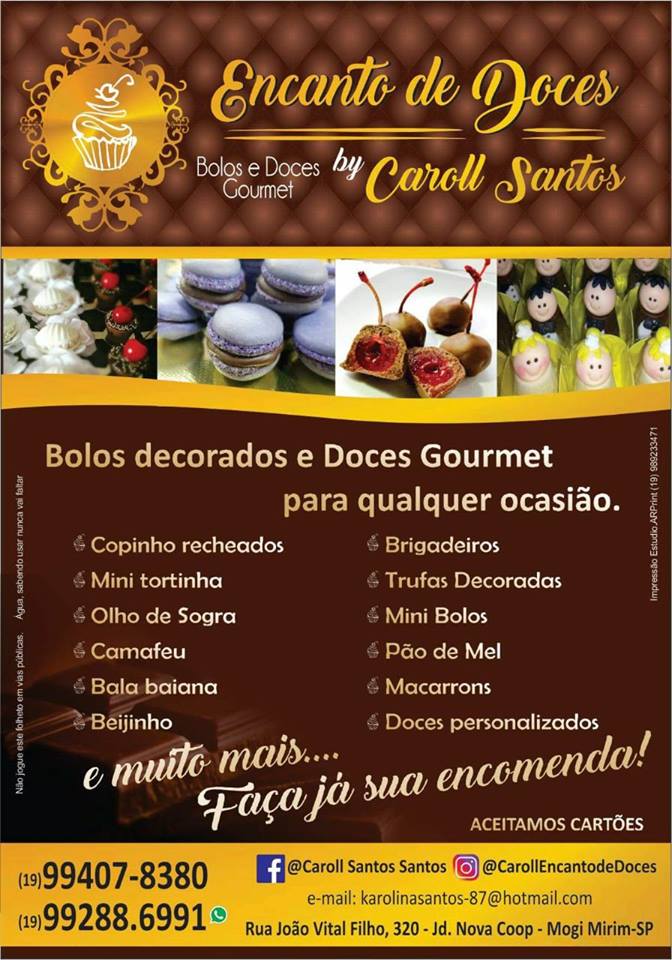 Encanto de Doces
Bolos e Doces
Gourmet
by Caroll Santos
Bolos decorados e Doces Gourmet
para qualquer ocasião.
Copinho recheados
Mini tortinha
Olho de Sogra
Camafeu
Bala baiana
Beijinho
Brigadeiros
Trufas Decoradas
Mini Bolos
Pão de Mel
Macarrons
Doces personalizados
e muito mais....
Faça já sua encomenda!
ACEITAMOS CARTÕES
Não jogue este folheto em vias públicas. Água, sabendo usar nunca vai faltar
Impressão Estudio ARPrint (19) 989233471
(19)99407-8380
(19)99288.6991
@Caroll Santos Santos @CarollEncantodeDoces
e-mail: karolinasantos-87@hotmail.com
Rua João Vital Filho, 320 - Jd. Nova Coop - Mogi Mirim-SP